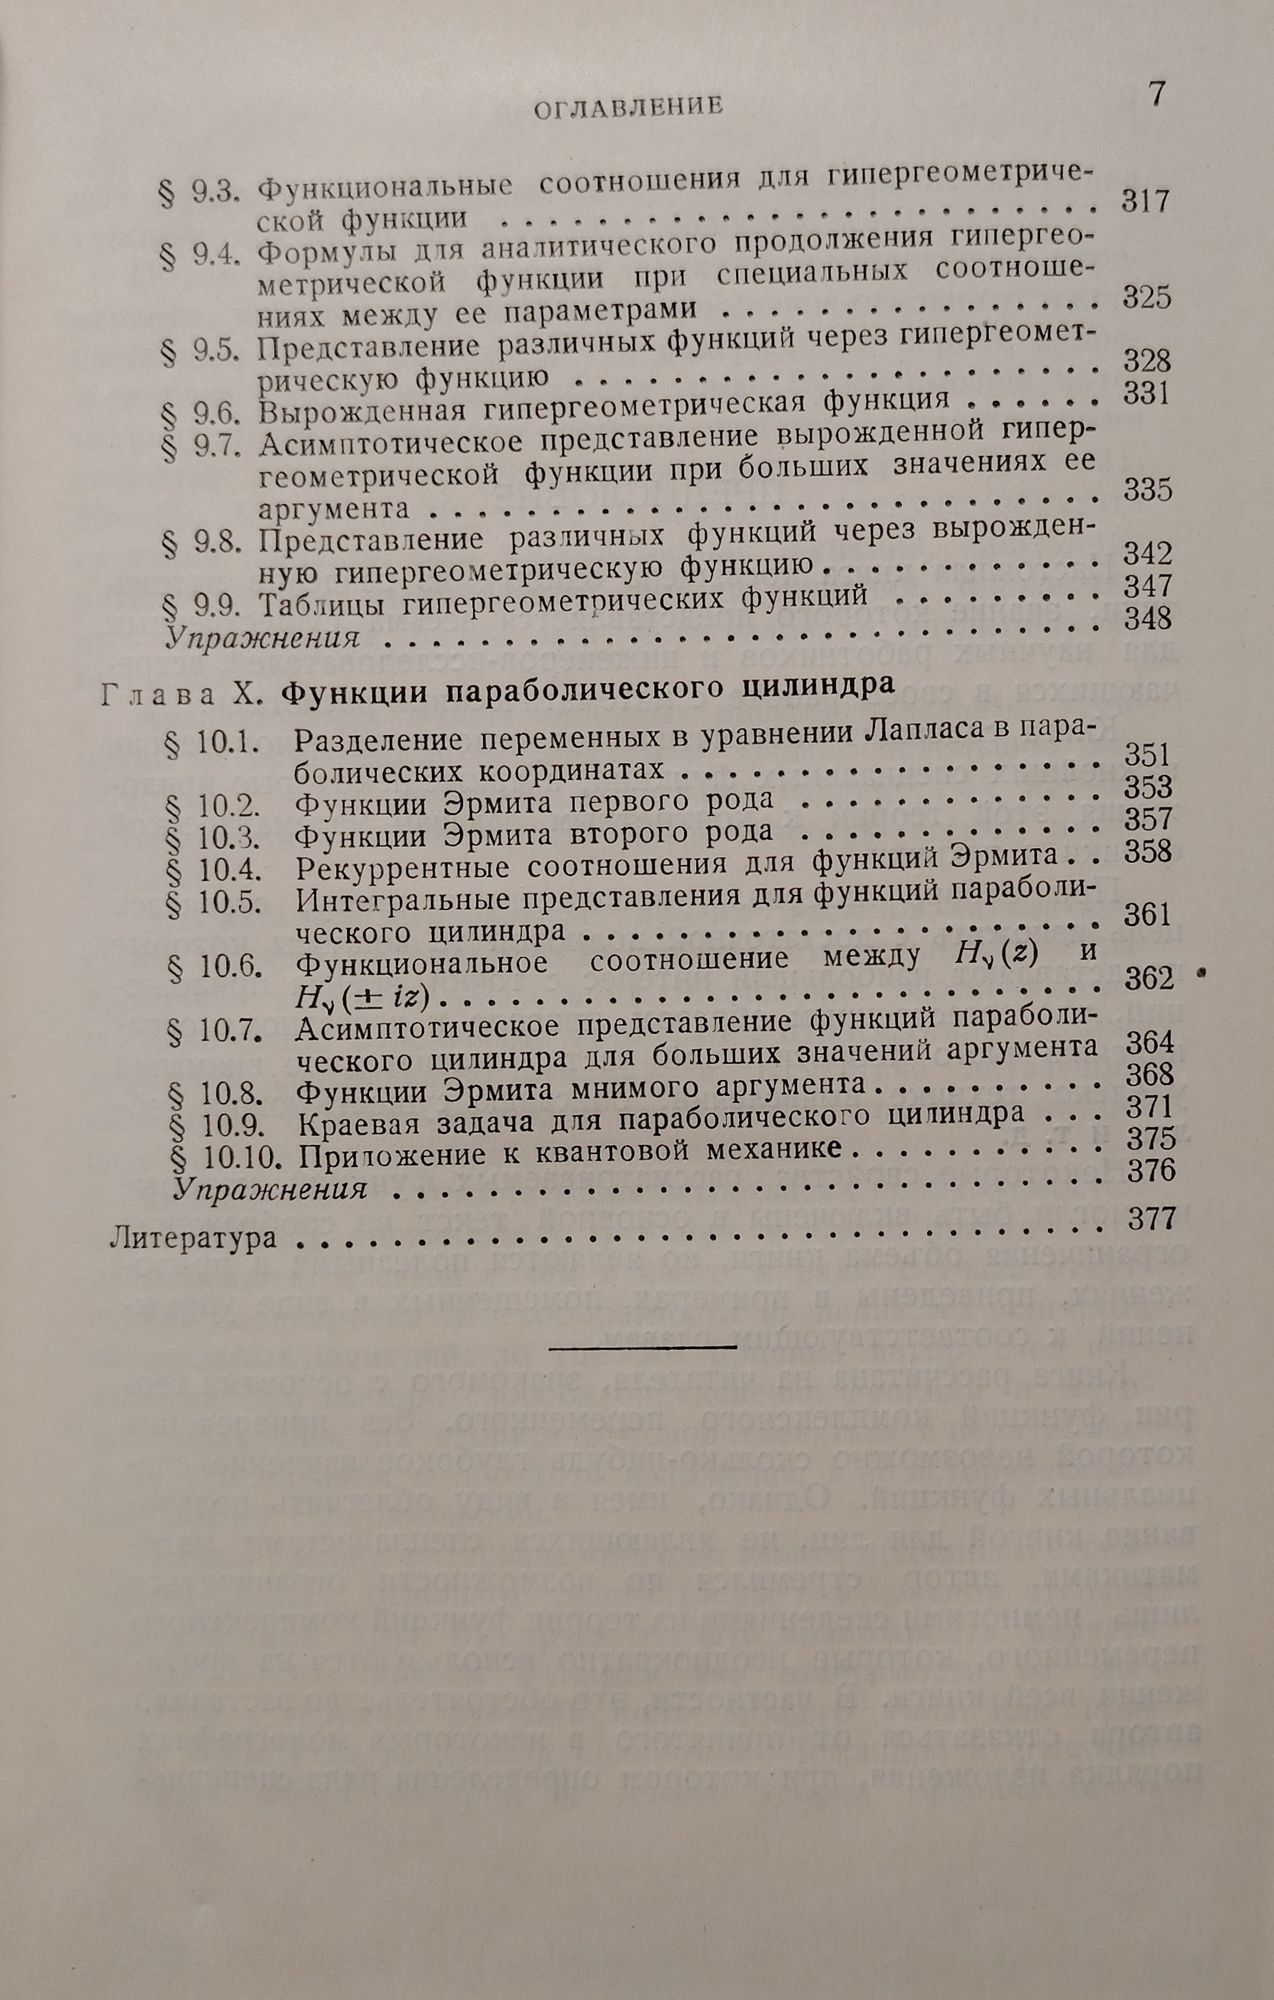 ОГЛАВЛЕНИЕ 7
§ 9.3. Функциональные соотношения для гипергеометриче-
ской функции . . . . . . . . . . . . . . . . . . . . . . . . 317
§ 9.4. Формулы для аналитического продолжения гипергео-
метрической функции при специальных соотноше-
ниях между ее параметрами . . . . . . . . . . . . . . . . 325
§ 9.5. Представление различных функций через гипергеомет-
рическую функцию . . . . . . . . . . . . . . . . . . . . . 328
§ 9.6. Вырожденная гипергеометрическая функция . . . . . . 331
§ 9.7. Асимптотическое представление вырожденной гипер-
геометрической функции при больших значениях ее
аргумента . . . . . . . . . . . . . . . . . . . . . . . . . . . 335
§ 9.8. Представление различных функций через вырожден-
ную гипергеометрическую функцию . . . . . . . . . . . . 342
§ 9.9. Таблицы гипергеометрических функций . . . . . . . . . 347
Упражнения . . . . . . . . . . . . . . . . . . . . . . . . . . . . . 348
Глава X. Функции параболического цилиндра
§ 10.1. Разделение переменных в уравнении Лапласа в пара-
болических координатах . . . . . . . . . . . . . . . . . . 351
§ 10.2. Функции Эрмита первого рода . . . . . . . . . . . . . 353
§ 10.3. Функции Эрмита второго рода . . . . . . . . . . . . . 357
§ 10.4. Рекуррентные соотношения для функций Эрмита . . 358
§ 10.5. Интегральные представления для функций параболи-
ческого цилиндра . . . . . . . . . . . . . . . . . . . . . . 361
§ 10.6. Функциональное соотношение между Hν(z) и
Hν(± iz) . . . . . . . . . . . . . . . . . . . . . . . . . . . . 362
§ 10.7. Асимптотическое представление функций параболи-
ческого цилиндра для больших значений аргумента 364
§ 10.8. Функции Эрмита мнимого аргумента . . . . . . . . . . 368
§ 10.9. Краевая задача для параболического цилиндра . . . 371
§ 10.10. Приложение к квантовой механике . . . . . . . . . . . 375
Упражнения . . . . . . . . . . . . . . . . . . . . . . . . . . . . . 376
Литература . . . . . . . . . . . . . . . . . . . . . . . . . . . . . . . . . 377